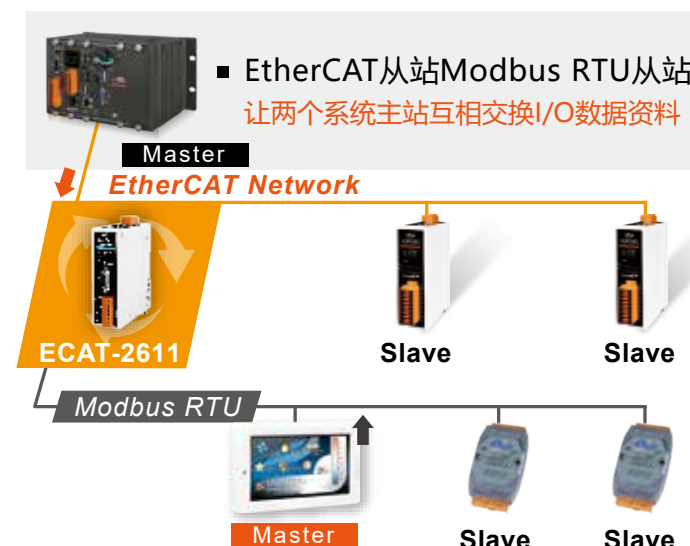 ■ EtherCAT从站Modbus RTU从站
让两个系统主站互相交换I/O数据资料
Master
EtherCAT Network
ECAT-2611
Slave
Slave
Modbus RTU
Master
Slave
Slave